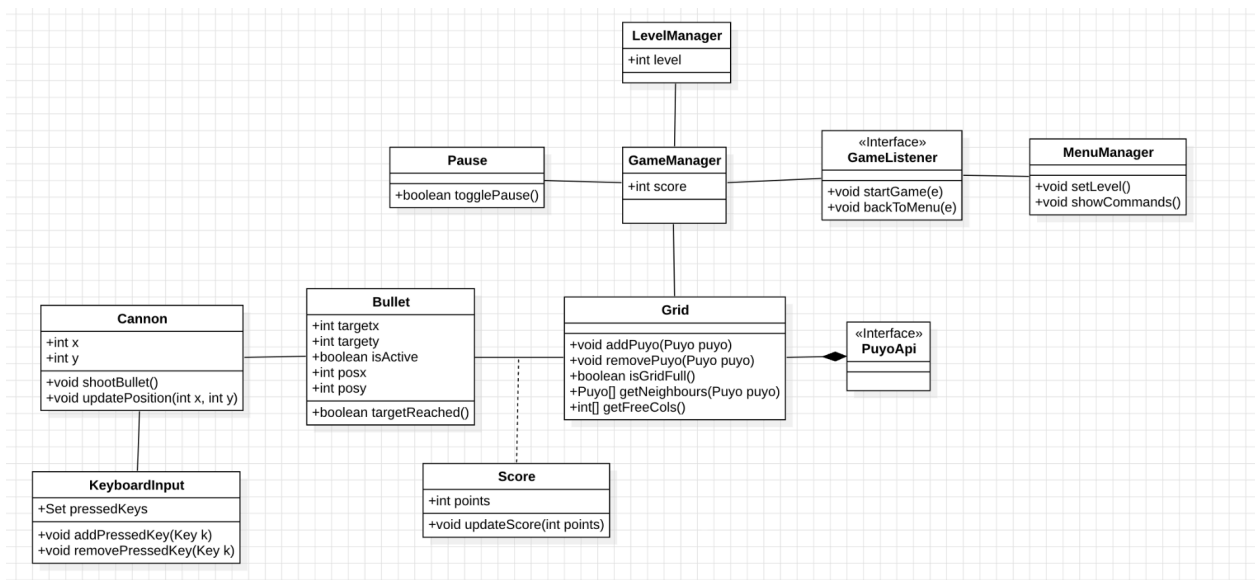 LevelManager
+int level
Pause
+boolean togglePause()
GameManager
+int score
«Interface»
GameListener
+void startGame(e)
+void backToMenu(e)
MenuManager
+void setLevel()
+void showCommands()
Cannon
+int x
+int y
+void shootBullet()
+void updatePosition(int x, int y)
Bullet
+int targetx
+int targety
+boolean isActive
+int posx
+int posy
+boolean targetReached()
Grid
+void addPuyo(Puyo puyo)
+void removePuyo(Puyo puyo)
+boolean isGridFull()
+Puyo[] getNeighbours(Puyo puyo)
+int[] getFreeCols()
«Interface»
PuyoApi
KeyboardInput
+Set pressedKeys
+void addPressedKey(Key k)
+void removePressedKey(Key k)
Score
+int points
+void updateScore(int points)